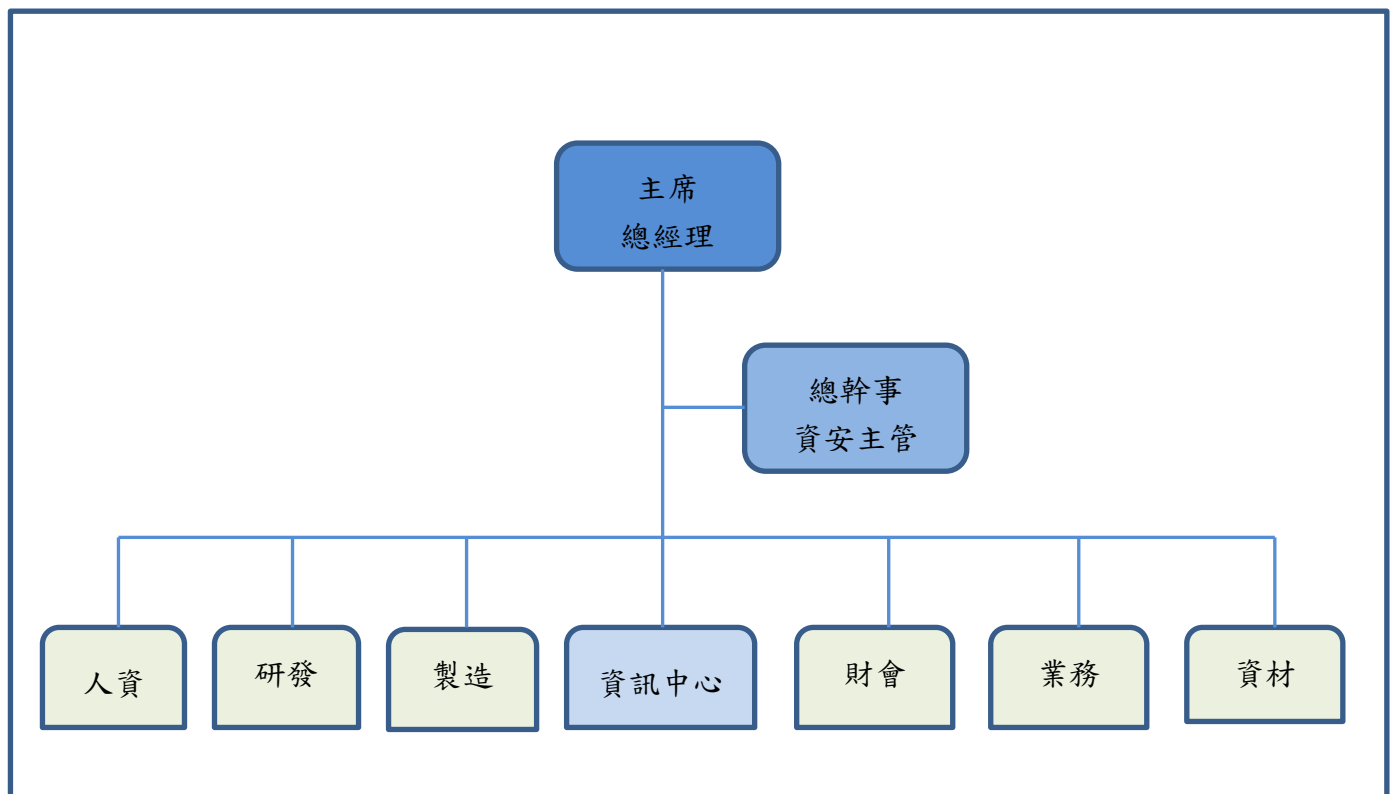 主席
總經理
總幹事
資安主管
人資
研發
製造
資訊中心
財會
業務
資材